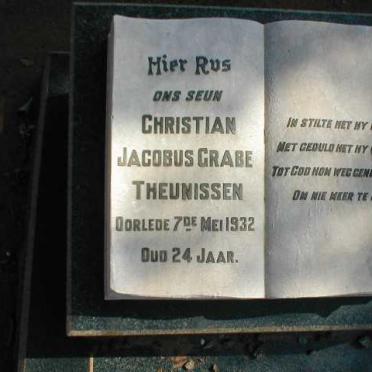 Hier Rus
ONS SEUN
CHRISTIAN
JACOBUS GRABE
THEUNISSEN
OORLEDE 7DE MEI 1932
OUD 24 JAAR.
IN STILTE HET HY
MET GEDULD HET HY
TOT GOD HOM WEG
OM NIE MEER TE